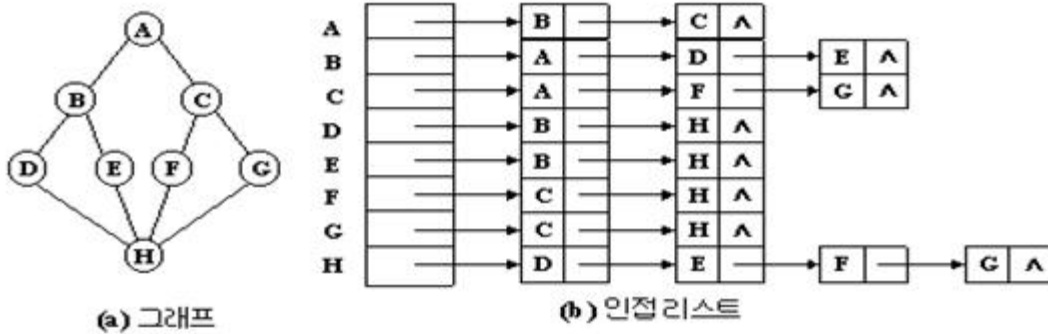 A
B C
D E F G
H
(a) 그래프
A B C ʌ
B A D E ʌ
C A F G ʌ
D B H ʌ
E B H ʌ
F C H ʌ
G C H ʌ
H D E F G ʌ
(b) 인접 리스트